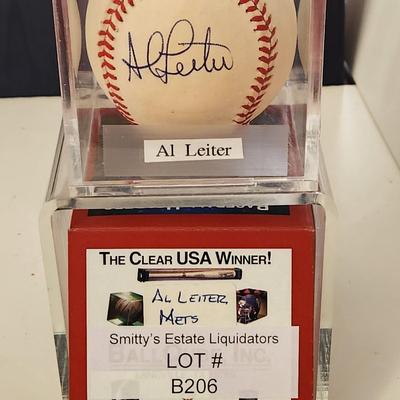 Al Leiter
Al Leiter
THE CLEAR USA WINNER!
AL LEITER
METS
Smitty's Estate Liquidators
LOT #
B206